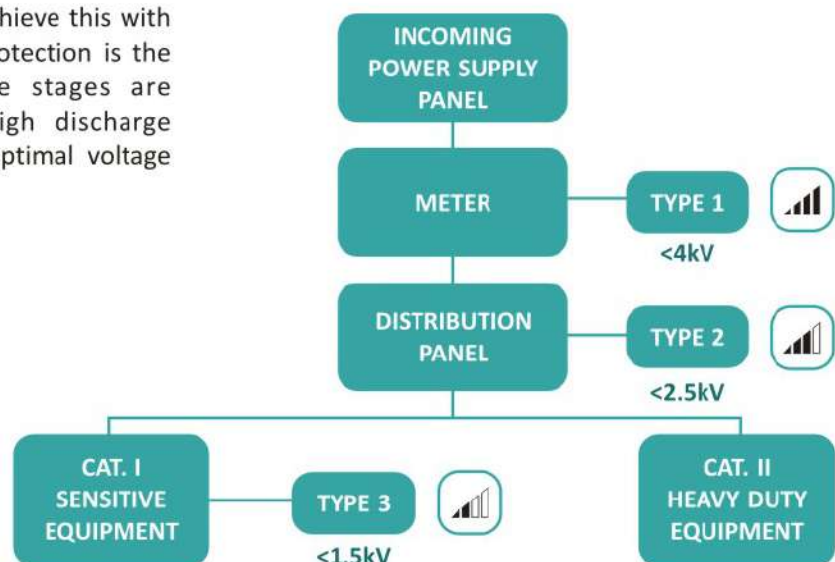 hieve this with
otection is the
e stages are
igh discharge
ptimal voltage
INCOMING
POWER SUPPLY
PANEL
METER
TYPE 1
<4kV
DISTRIBUTION
PANEL
TYPE 2
<2.5kV
CAT. I
SENSITIVE
EQUIPMENT
TYPE 3
<1.5kV
CAT. II
HEAVY DUTY
EQUIPMENT